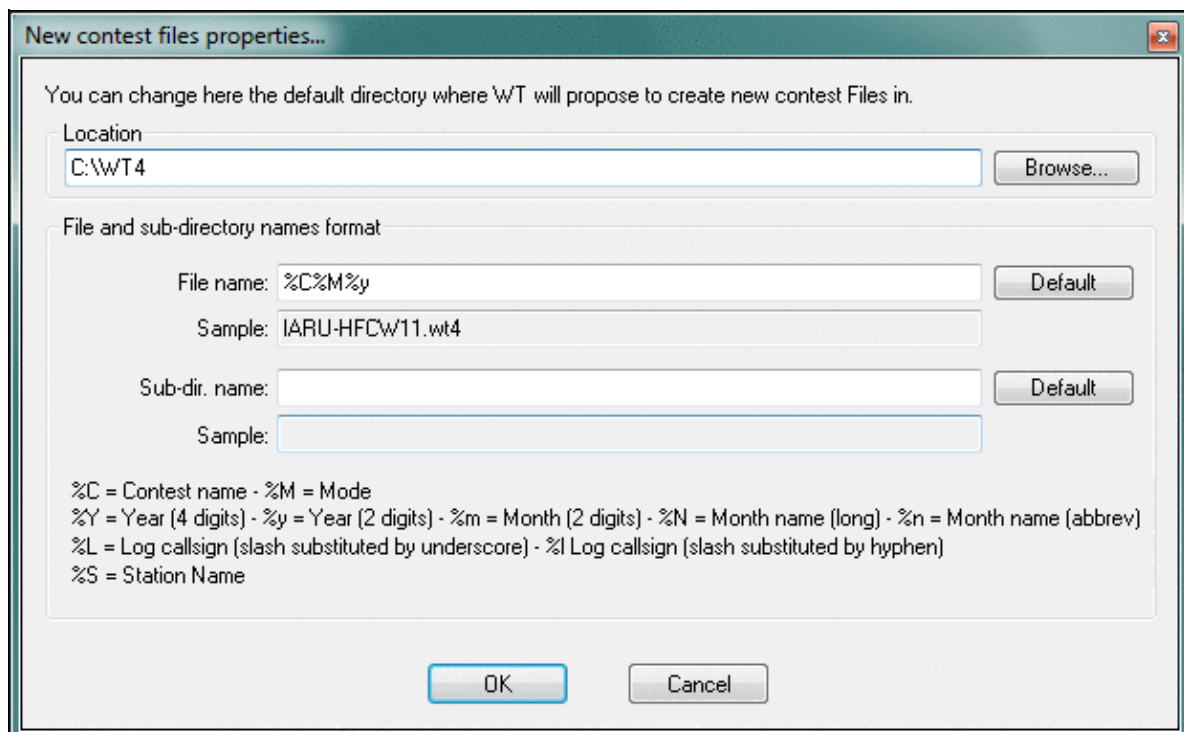 New contest files properties...
You can change here the default directory where WT will propose to create new contest Files in.
Location
C:\WT4
Browse...
File and sub-directory names format
File name: %C%M%y Default
Sample: IARU-HFCW11.wt4
Sub-dir. name: Default
Sample:
%C = Contest name - %M = Mode
%Y = Year (4 digits) - %y = Year (2 digits) - %m = Month (2 digits) - %N = Month name (long) - %n = Month name (abbrev)
%L = Log callsign (slash substituted by underscore) - %l Log callsign (slash substituted by hyphen)
%S = Station Name
OK Cancel